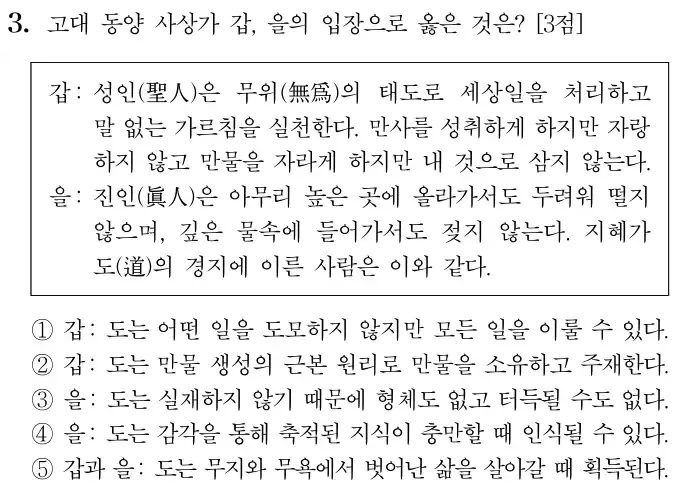 3. 고대 동양 사상가 갑, 을의 입장으로 옳은 것은? [3점]
갑: 성인(聖人)은 무위(無爲)의 태도로 세상일을 처리하고
말 없는 가르침을 실천한다. 만사를 성취하게 하지만 자랑
하지 않고 만물을 자라게 하지만 내 것으로 삼지 않는다.
을: 진인(眞人)은 아무리 높은 곳에 올라가서도 두려워 떨지
않으며, 깊은 물속에 들어가서도 젖지 않는다. 지혜가
도(道)의 경지에 이른 사람은 이와 같다.
① 갑: 도는 어떤 일을 도모하지 않지만 모든 일을 이룰 수 있다.
② 갑: 도는 만물 생성의 근본 원리로 만물을 소유하고 주재한다.
③ 을: 도는 실재하지 않기 때문에 형체도 없고 터득될 수도 없다.
④ 을: 도는 감각을 통해 축적된 지식이 충만할 때 인식될 수 있다.
⑤ 갑과 을: 도는 무지와 무욕에서 벗어난 삶을 살아갈 때 획득된다.